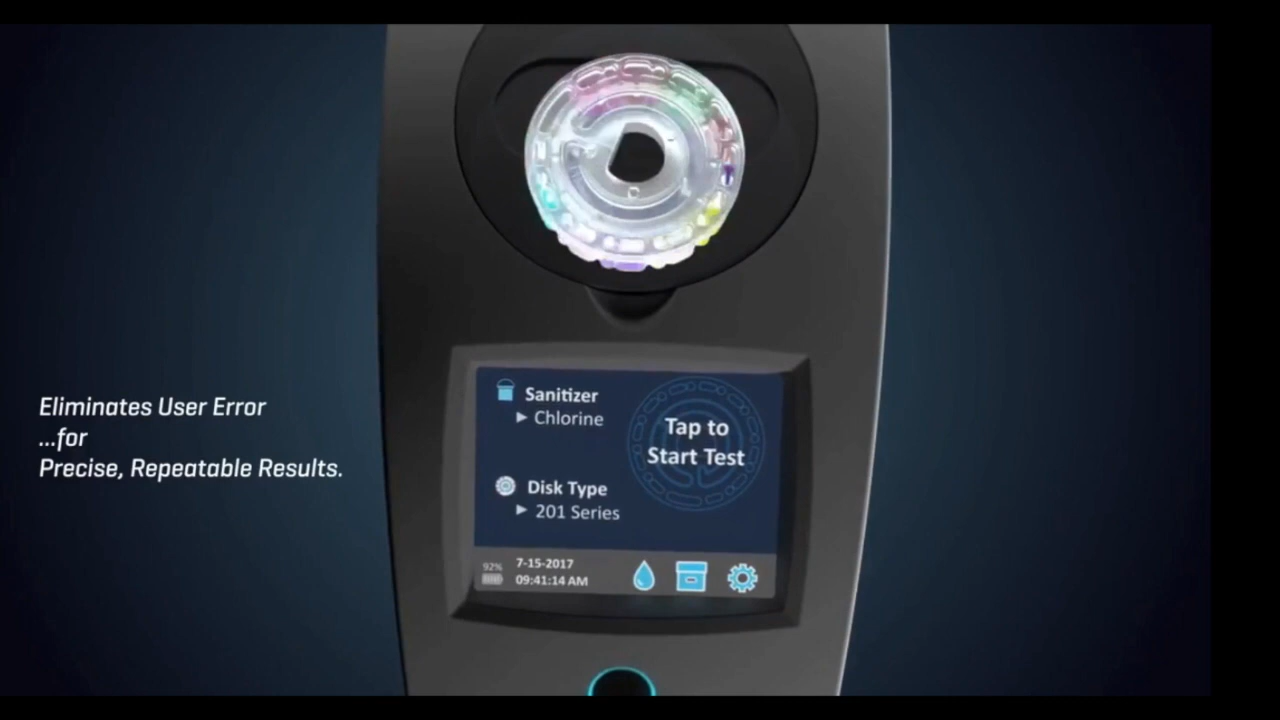 Eliminates User Error
...for
Precise, Repeatable Results.
Sanitizer
▶ Chlorine
Tap to
Start Test
Disk Type
▶ 201 Series
92%
7-15-2017
09:41:14 AM